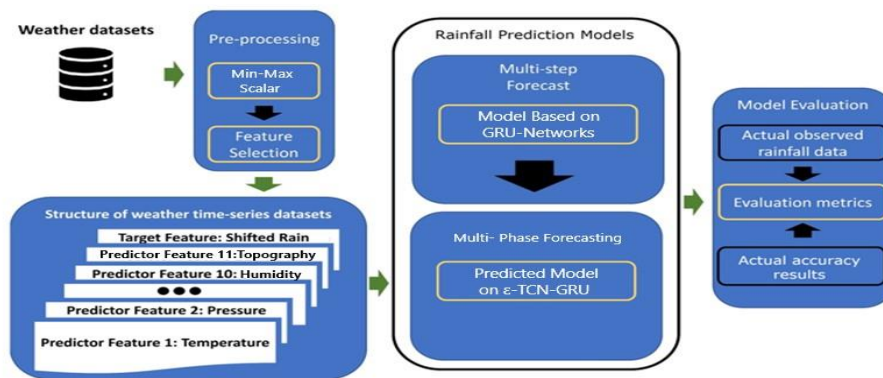 Weather datasets
Pre-processing
Min-Max
Scalar
Feature
Selection
Structure of weather time-series datasets
Target Feature: Shifted Rain
Predictor Feature 11:Topography
Predictor Feature 10: Humidity
Predictor Feature 2: Pressure
Predictor Feature 1: Temperature
Rainfall Prediction Models
Multi-step
Forecast
Model Based on
GRU-Networks
Multi- Phase Forecasting
Predicted Model
on ε-TCN-GRU
Model Evaluation
Actual observed
rainfall data
Evaluation metrics
Actual accuracy
results